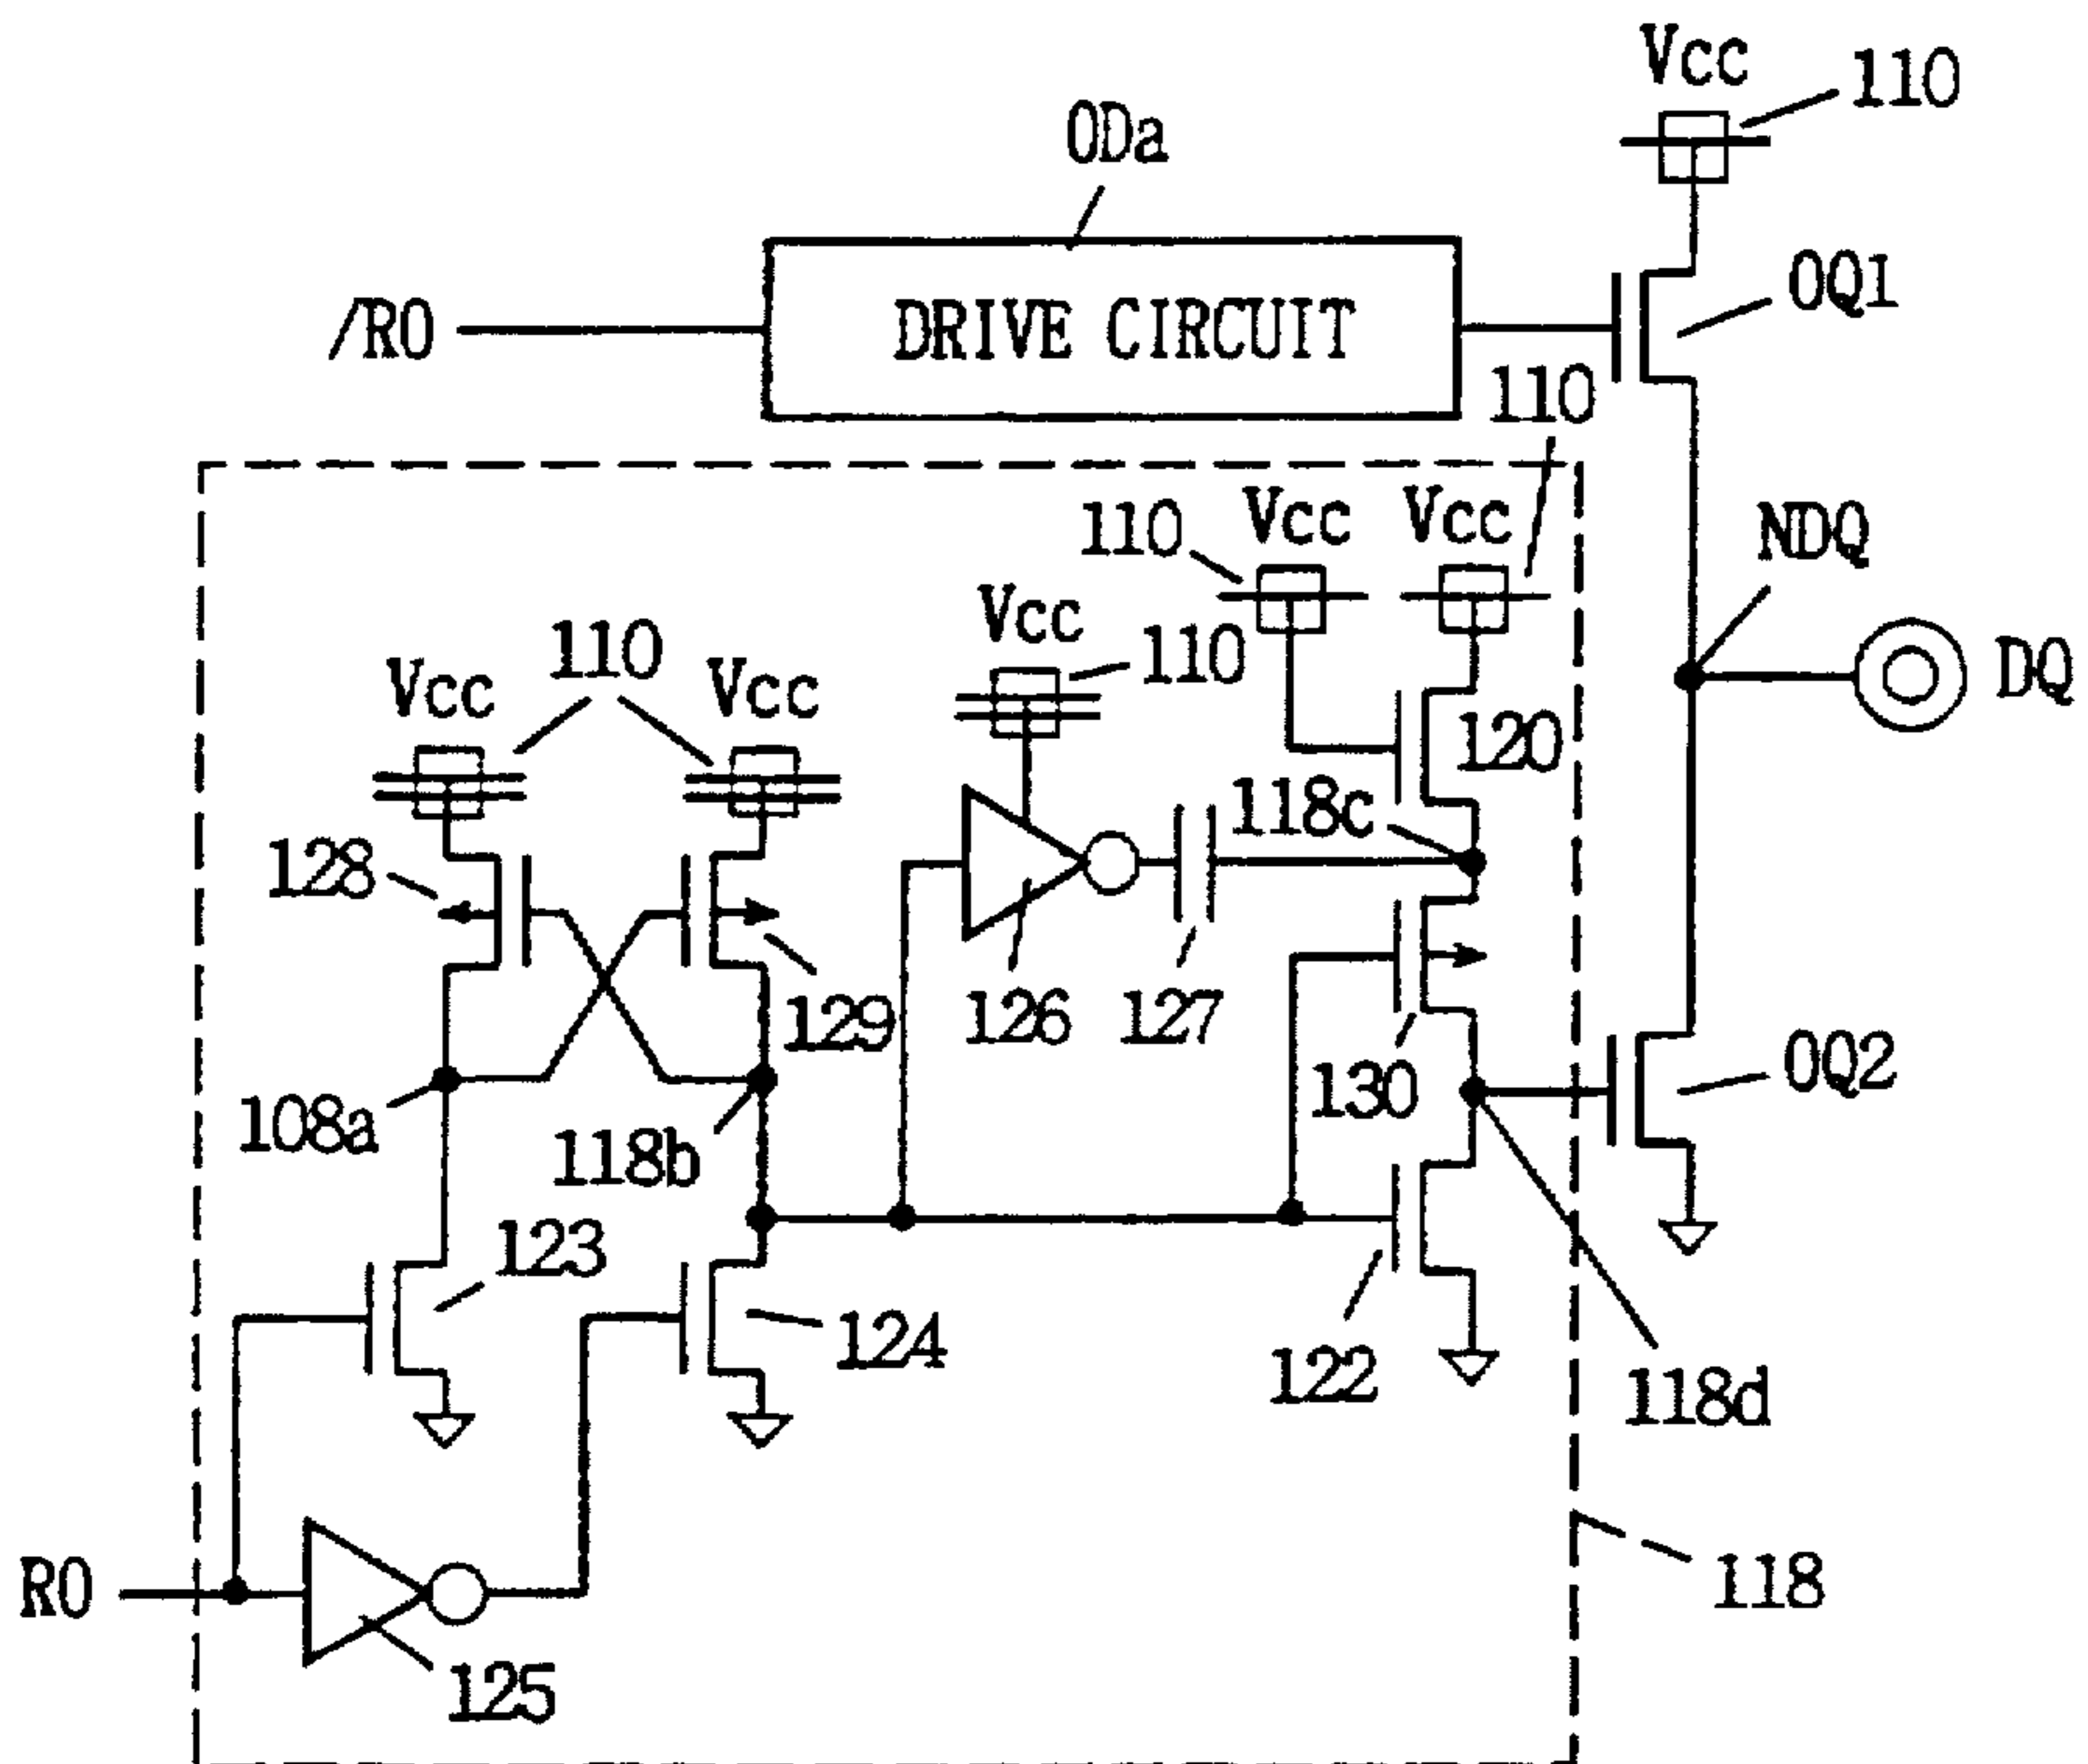 Vcc
110
ODa
/RO
DRIVE CIRCUIT
OQ1
110
110
Vcc
Vcc
NDQ
Vcc
110
110
Vcc
Vcc
DQ
120
118c
128
129
126
127
130
OQ2
108a
118b
123
124
122
118d
RO
118
125